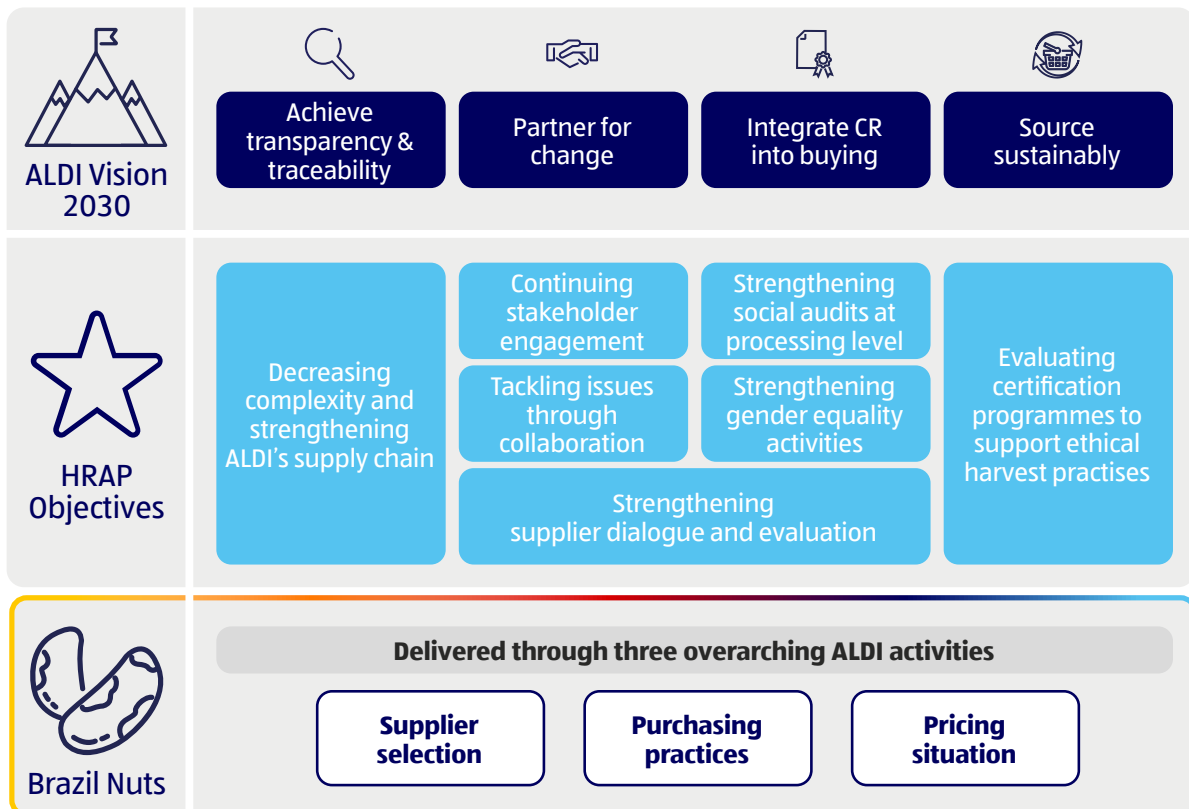 ALDI Vision
2030
Achieve
transparency &
traceability
Partner for
change
Integrate CR
into buying
Source
sustainably
HRAP
Objectives
Decreasing
complexity and
strengthening
ALDI's supply chain
Continuing
stakeholder
engagement
Strengthening
social audits at
processing level
Tackling issues
through
collaboration
Strengthening
gender equality
activities
Strengthening
supplier dialogue and evaluation
Evaluating
certification
programmes to
support ethical
harvest practises
Brazil Nuts
Delivered through three overarching ALDI activities
Supplier
selection
Purchasing
practices
Pricing
situation